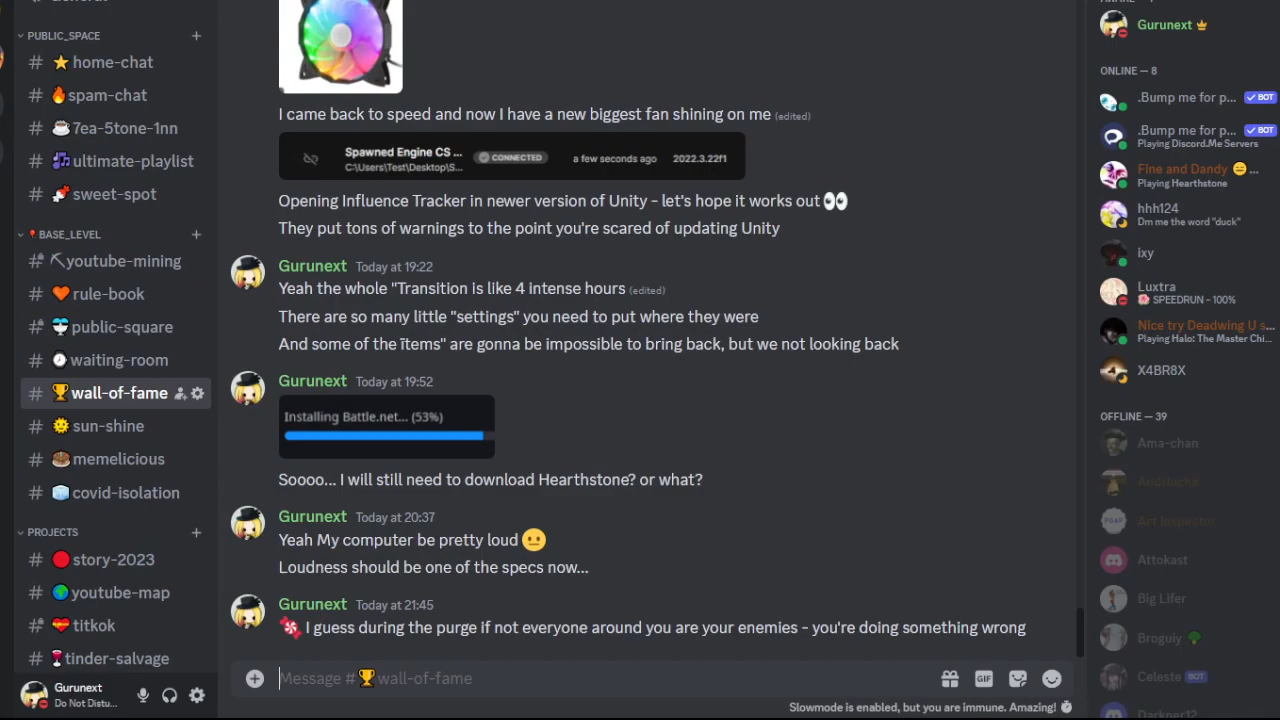 PUBLIC_SPACE
# home-chat
# spam-chat
# 7ea-5tone-1nn
# ultimate-playlist
# sweet-spot
BASE_LEVEL
# youtube-mining
# rule-book
# public-square
# waiting-room
# wall-of-fame
# sun-shine
# memelicious
# covid-isolation
PROJECTS
# story-2023
# youtube-map
# titkok
# tinder-salvage
Gurunext
Do Not Distu...
I came back to speed and now I have a new biggest fan shining on me (edited)
Spawned Engine CS ... CONNECTED a few seconds ago 2022.3.22f1
C:\Users\Test\Desktop\S...
Opening Influence Tracker in newer version of Unity - let's hope it works out 👀
They put tons of warnings to the point you're scared of updating Unity
Gurunext Today at 19:22
Yeah the whole "Transition is like 4 intense hours (edited)
There are so many little "settings" you need to put where they were
And some of the ïtems" are gonna be impossible to bring back, but we not looking back
Gurunext Today at 19:52
Installing Battle.net... (53%)
Soooo... I will still need to download Hearthstone? or what?
Gurunext Today at 20:37
Yeah My computer be pretty loud 😐
Loudness should be one of the specs now...
Gurunext Today at 21:45
I guess during the purge if not everyone around you are your enemies - you're doing something wrong
Message #🏆wall-of-fame
GIF
Slowmode is enabled, but you are immune. Amazing!
Gurunext
ONLINE — 8
.Bump me for p... BOT
.Bump me for p... BOT
Playing Discord.Me Servers
Fine and Dandy 😑...
Playing Hearthstone
hhh124
Dm me the word "duck"
ixy
Luxtra
SPEEDRUN - 100%
Nice try Deadwing U s...
Playing Halo: The Master Chi...
X4BR8X
OFFLINE — 39
Ama-chan
Art Inspector
Attokast
Big Lifer
Broguiy
Celeste BOT
Darkner12